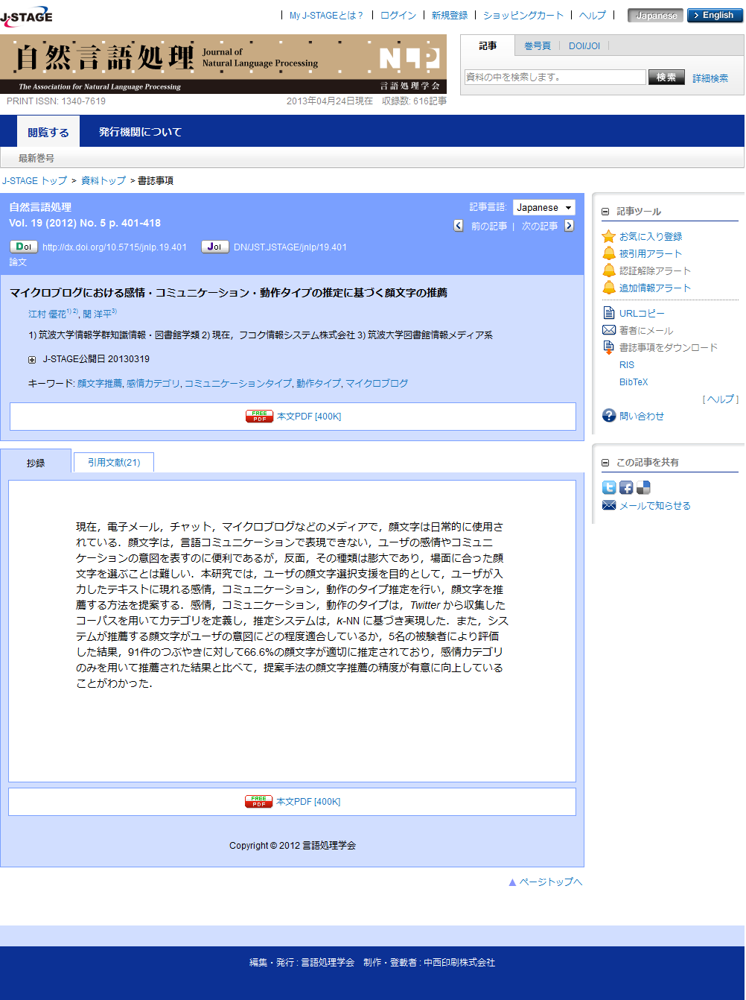 J-STAGE
My J-STAGEとは？ ログイン 新規登録 ショッピングカート ヘルプ Japanese English
自然言語処理 Journal of Natural Language Processing NLP
The Association for Natural Language Processing 言語処理学会
PRINT ISSN: 1340-7619 2013年04月24日現在 収録数: 616記事
記事 巻号頁 DOI/JOI
資料の中を検索します。 検索 詳細検索
閲覧する 発行機関について
最新巻号
J-STAGE トップ > 資料トップ > 書誌事項
自然言語処理
Vol. 19 (2012) No. 5 p. 401-418
記事言語: Japanese
前の記事 | 次の記事
DOI http://dx.doi.org/10.5715/jnlp.19.401 JOI DN/JST.JSTAGE/jnlp/19.401
論文
マイクロブログにおける感情・コミュニケーション・動作タイプの推定に基づく顔文字の推薦
江村 優花1) 2), 関 洋平3)
1) 筑波大学情報学群知識情報・図書館学類 2) 現在，フコク情報システム株式会社 3) 筑波大学図書館情報メディア系
J-STAGE公開日 20130319
キーワード: 顔文字推薦, 感情カテゴリ, コミュニケーションタイプ, 動作タイプ, マイクロブログ
FREE PDF 本文PDF [400K]
抄録 引用文献(21)
現在，電子メール，チャット，マイクロブログなどのメディアで，顔文字は日常的に使用さ
れている．顔文字は，言語コミュニケーションで表現できない，ユーザの感情やコミュニ
ケーションの意図を表すのに便利であるが，反面，その種類は膨大であり，場面に合った顔
文字を選ぶことは難しい．本研究では，ユーザの顔文字選択支援を目的として，ユーザが入
力したテキストに現れる感情，コミュニケーション，動作のタイプ推定を行い，顔文字を推
薦する方法を提案する．感情，コミュニケーション，動作のタイプは，Twitter から収集した
コーパスを用いてカテゴリを定義し，推定システムは，k-NN に基づき実現した．また，シス
テムが推薦する顔文字がユーザの意図にどの程度適合しているか，5名の被験者により評価
した結果，91件のつぶやきに対して66.6%の顔文字が適切に推定されており，感情カテゴリ
のみを用いて推薦された結果と比べて，提案手法の顔文字推薦の精度が有意に向上している
ことがわかった．
FREE PDF 本文PDF [400K]
Copyright © 2012 言語処理学会
▲ ページトップへ
記事ツール
お気に入り登録
被引用アラート
認証解除アラート
追加情報アラート
URLコピー
著者にメール
書誌事項をダウンロード
RIS
BibTeX
[ ヘルプ ]
問い合わせ
この記事を共有
メールで知らせる
編集・発行 : 言語処理学会 制作・登載者 : 中西印刷株式会社